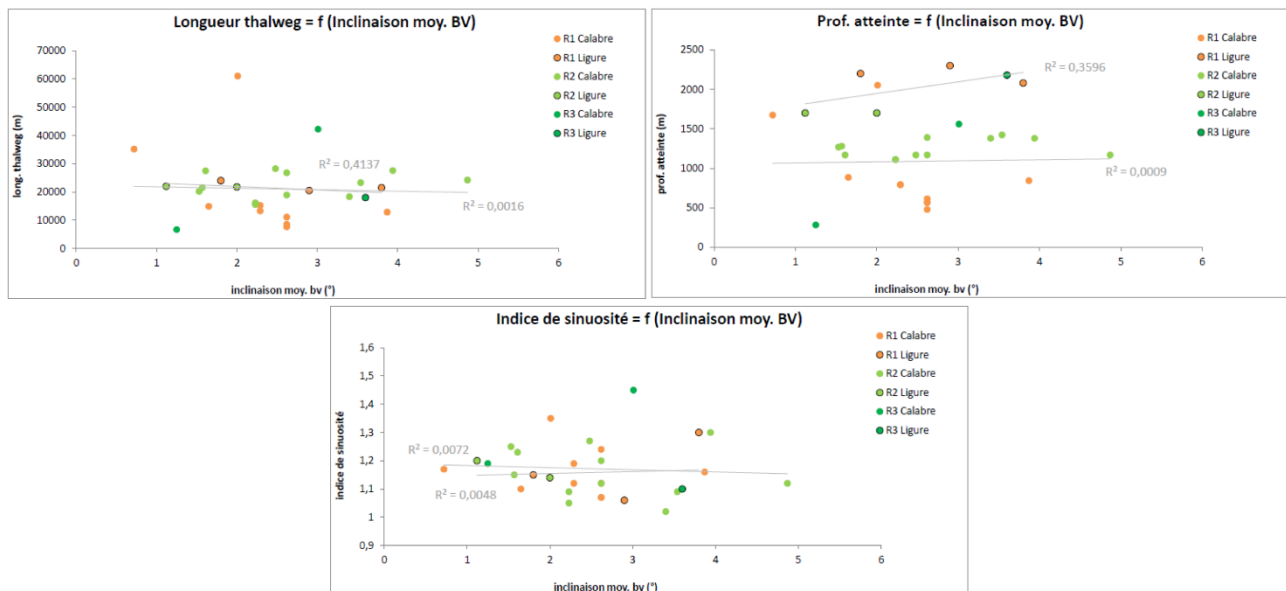 Longueur thalweg = f (Inclinaison moy. BV)
70000
60000
50000
40000
30000
20000
10000
0
long. thalweg (m)
R² = 0,4137
R² = 0,0016
R1 Calabre
R1 Ligure
R2 Calabre
R2 Ligure
R3 Calabre
R3 Ligure
0 1 2 3 4 5 6
inclinaison moy. bv (°)
Prof. atteinte = f (Inclinaison moy. BV)
2500
2000
1500
1000
500
0
prof. atteinte (m)
R² = 0,3596
R² = 0,0009
R1 Calabre
R1 Ligure
R2 Calabre
R2 Ligure
R3 Calabre
R3 Ligure
0 1 2 3 4 5 6
inclinaison moy. bv (°)
Indice de sinuosité = f (Inclinaison moy. BV)
1,6
1,5
1,4
1,3
1,2
1,1
1
0,9
indice de sinuosité
R² = 0,0072
R² = 0,0048
R1 Calabre
R1 Ligure
R2 Calabre
R2 Ligure
R3 Calabre
R3 Ligure
0 1 2 3 4 5 6
inclinaison moy. bv (°)